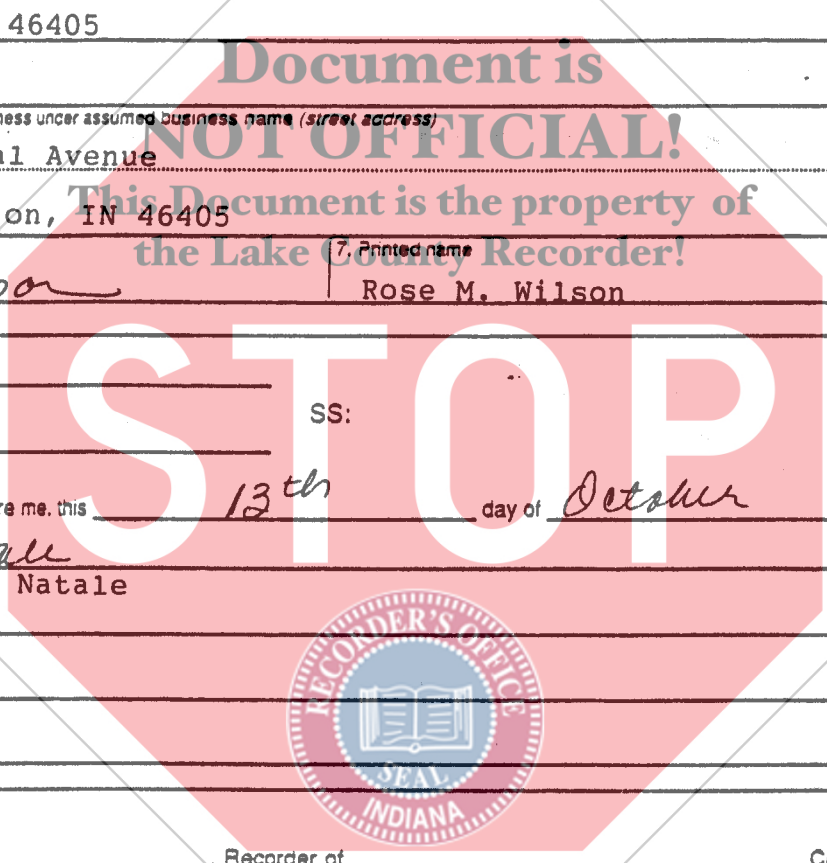 46405
Document is
ness under assumed business name (street address)
NOT OFFICIAL!
al Avenue
This Document is the property of
on, IN 46405
the Lake County Recorder!
7. Printed name
Rose M. Wilson
STOP
SS:
re me. this 13th day of October
Natale
RECORDER'S OFFICE
SEAL
INDIANA
Recorder of